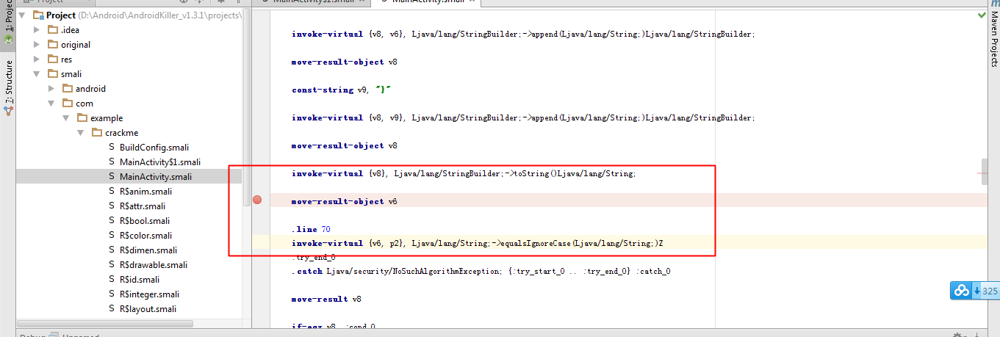 Project
MainActivity$1.smali
MainActivity.smali
1: Project
7: Structure
Maven Projects
Project (D:\Android\AndroidKiller_v1.3.1\projects\
.idea
original
res
smali
android
com
example
crackme
BuildConfig.smali
MainActivity$1.smali
MainActivity.smali
R$anim.smali
R$attr.smali
R$bool.smali
R$color.smali
R$dimen.smali
R$drawable.smali
R$id.smali
R$integer.smali
R$layout.smali
invoke-virtual {v8, v6}, Ljava/lang/StringBuilder;->append(Ljava/lang/String;)Ljava/lang/StringBuilder;
move-result-object v8
const-string v9, "}"
invoke-virtual {v8, v9}, Ljava/lang/StringBuilder;->append(Ljava/lang/String;)Ljava/lang/StringBuilder;
move-result-object v8
invoke-virtual {v8}, Ljava/lang/StringBuilder;->toString()Ljava/lang/String;
move-result-object v6
.line 70
invoke-virtual {v6, p2}, Ljava/lang/String;->equalsIgnoreCase(Ljava/lang/String;)Z
:try_end_0
.catch Ljava/security/NoSuchAlgorithmException; {:try_start_0 .. :try_end_0} :catch_0
move-result v8
if-eqz v8, :cond_0
325
Debug Unnamed